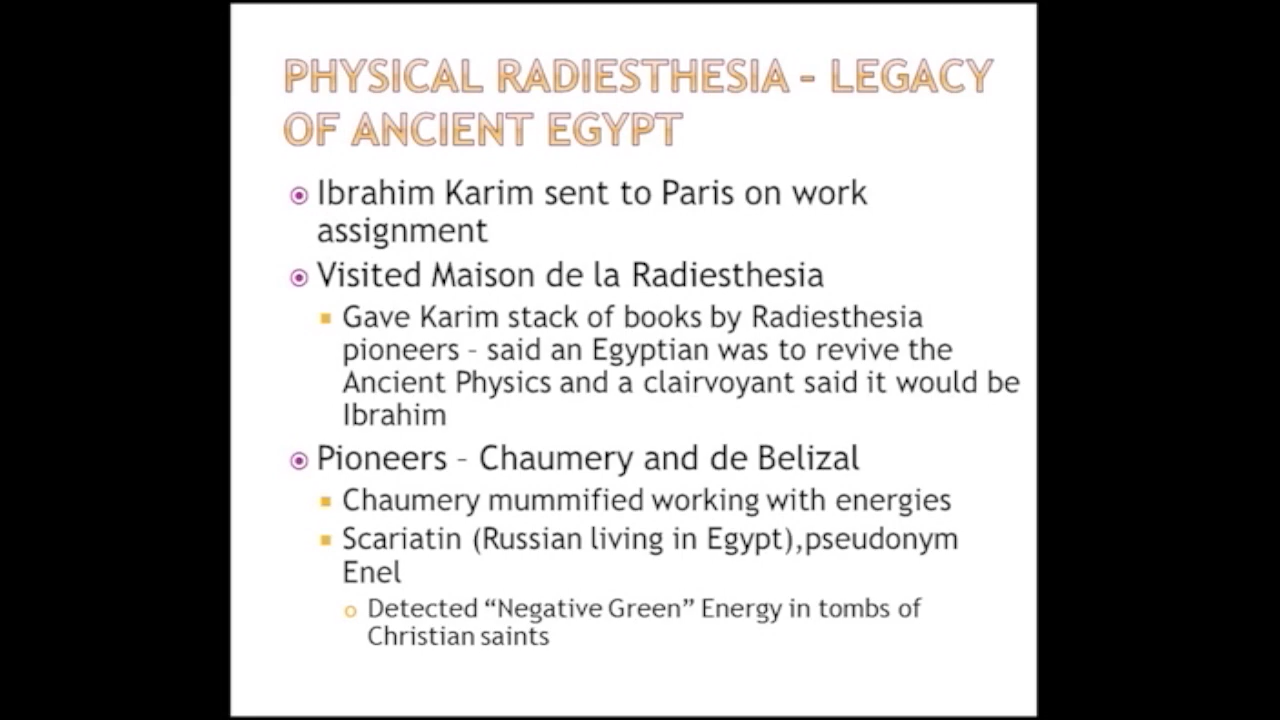 PHYSICAL RADIESTHESIA – LEGACY
OF ANCIENT EGYPT
Ibrahim Karim sent to Paris on work
assignment
Visited Maison de la Radiesthesia
Gave Karim stack of books by Radiesthesia
pioneers – said an Egyptian was to revive the
Ancient Physics and a clairvoyant said it would be
Ibrahim
Pioneers – Chaumery and de Belizal
Chaumery mummified working with energies
Scariatin (Russian living in Egypt),pseudonym
Enel
Detected “Negative Green” Energy in tombs of
Christian saints